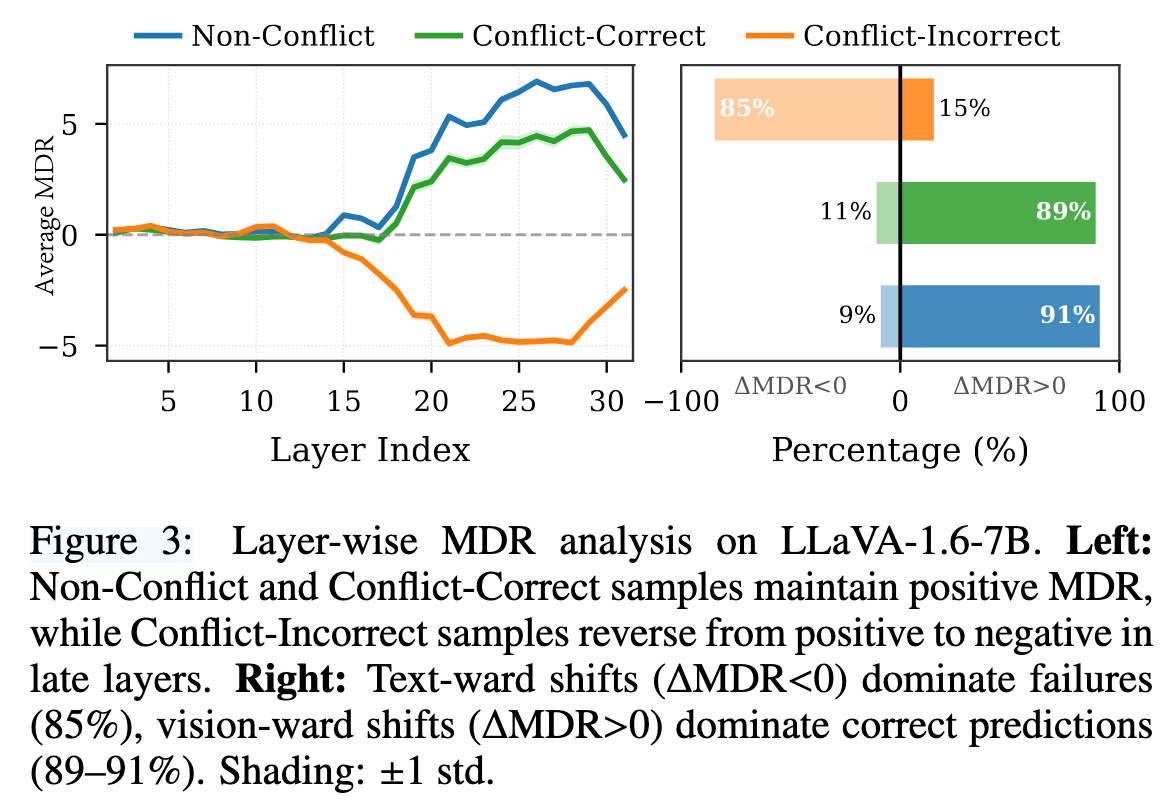 Non-Conflict Conflict-Correct Conflict-Incorrect
Average MDR
5
0
−5
5 10 15 20 25 30
Layer Index
85% 15%
11% 89%
9% 91%
ΔMDR<0 ΔMDR>0
−100 0 100
Percentage (%)
Figure 3: Layer-wise MDR analysis on LLaVA-1.6-7B. Left:
Non-Conflict and Conflict-Correct samples maintain positive MDR,
while Conflict-Incorrect samples reverse from positive to negative in
late layers. Right: Text-ward shifts (ΔMDR<0) dominate failures
(85%), vision-ward shifts (ΔMDR>0) dominate correct predictions
(89–91%). Shading: ±1 std.